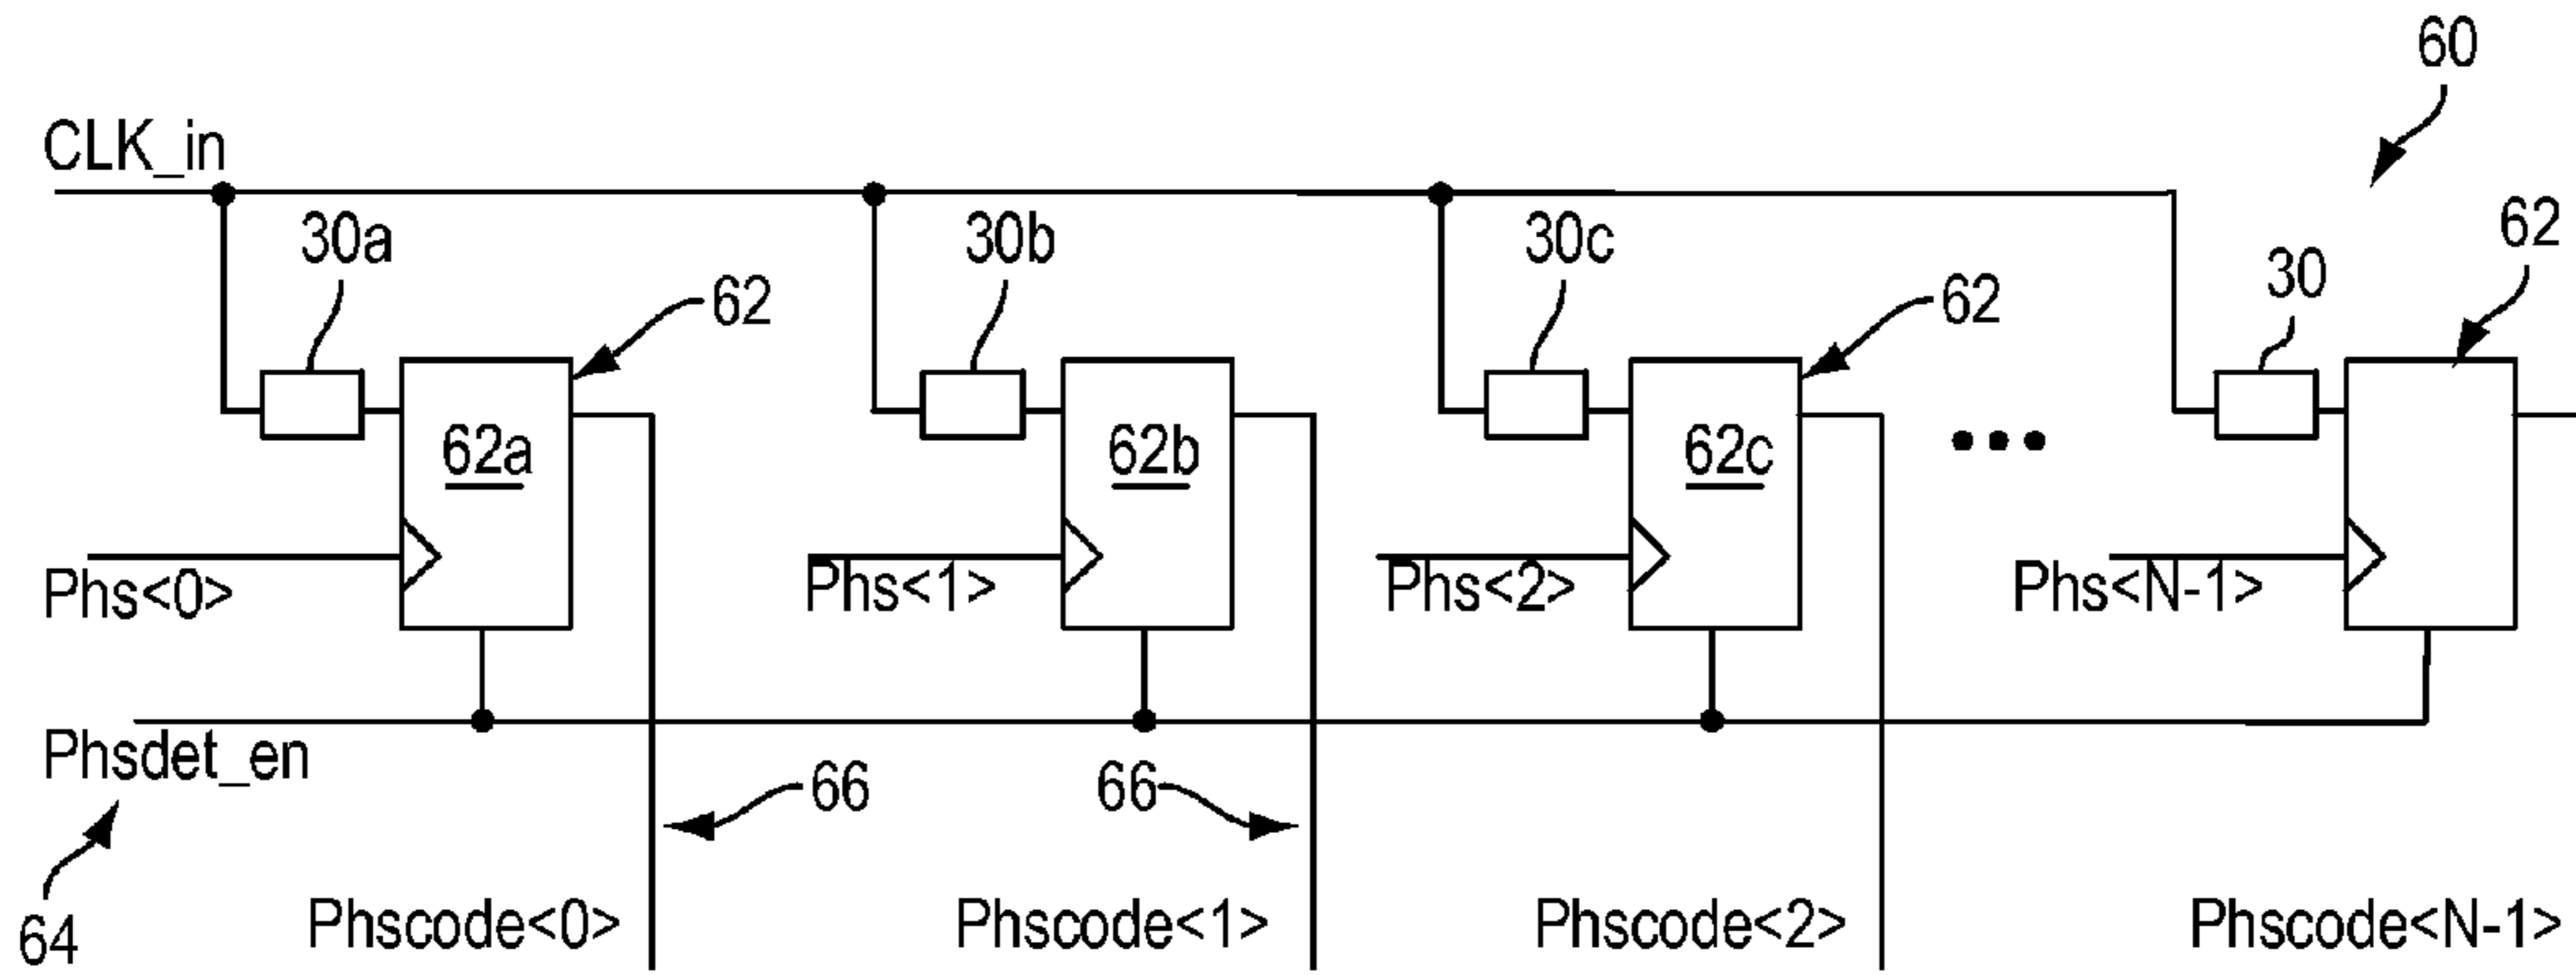 60
CLK_in
30a
30b
30c
30
62
62
62
62a
62b
62c
Phs<0>
Phs<1>
Phs<2>
Phs<N-1>
Phsdet_en
66
66
64
Phscode<0>
Phscode<1>
Phscode<2>
Phscode<N-1>